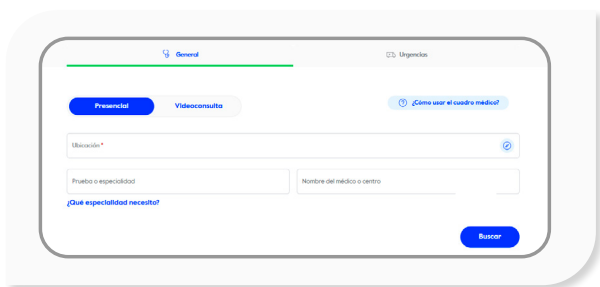 General
Urgencias
Presencial
Videoconsulta
¿Cómo usar el cuadro médico?
Ubicación *
Prueba o especialidad
Nombre del médico o centro
¿Qué especialidad necesito?
Buscar